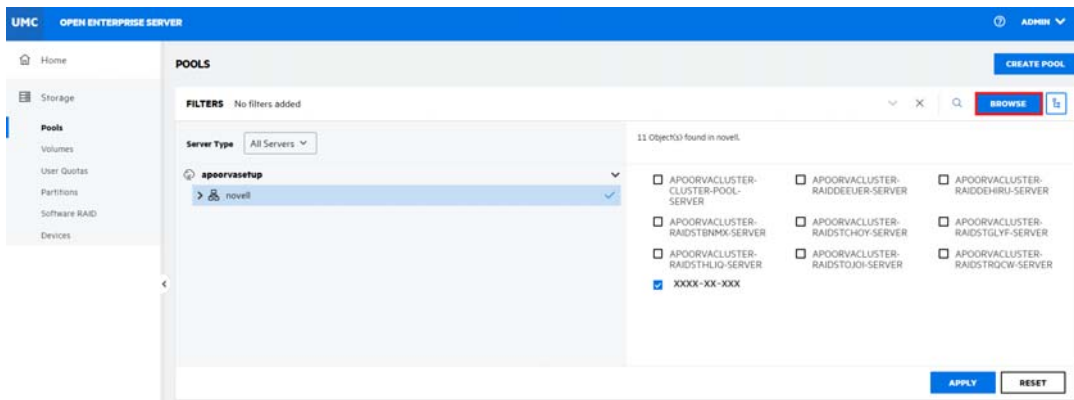 UMC OPEN ENTERPRISE SERVER
ADMIN
Home
Storage
Pools
Volumes
User Quotas
Partitions
Software RAID
Devices
POOLS
CREATE POOL
FILTERS No filters added
BROWSE
Server Type All Servers
apoorvasetup
novell
11 Object(s) found in novell.
APOORVACLUSTER-
CLUSTER-POOL-
SERVER
APOORVACLUSTER-
RAIDDEEUER-SERVER
APOORVACLUSTER-
RAIDDEHIRU-SERVER
APOORVACLUSTER-
RAIDSTBNMX-SERVER
APOORVACLUSTER-
RAIDSTCHOY-SERVER
APOORVACLUSTER-
RAIDSTGLYF-SERVER
APOORVACLUSTER-
RAIDSTHLIQ-SERVER
APOORVACLUSTER-
RAIDSTOJOI-SERVER
APOORVACLUSTER-
RAIDSTRQCW-SERVER
XXXX-XX-XXX
APPLY
RESET